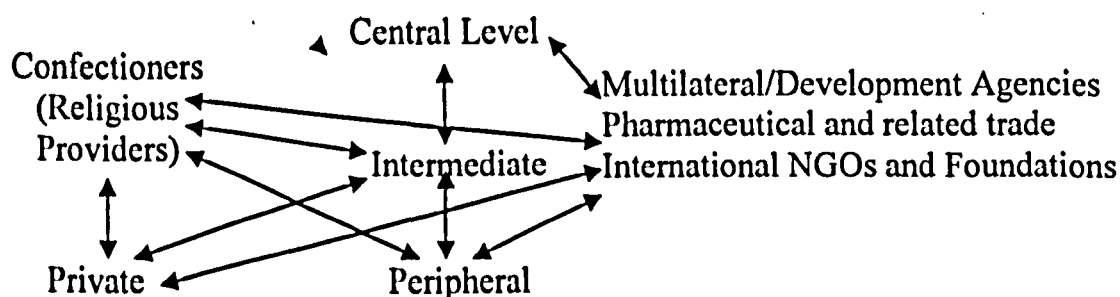 Central Level
Confectioners
(Religious
Providers)
Multilateral/Development Agencies
Pharmaceutical and related trade
International NGOs and Foundations
Intermediate
Private
Peripheral